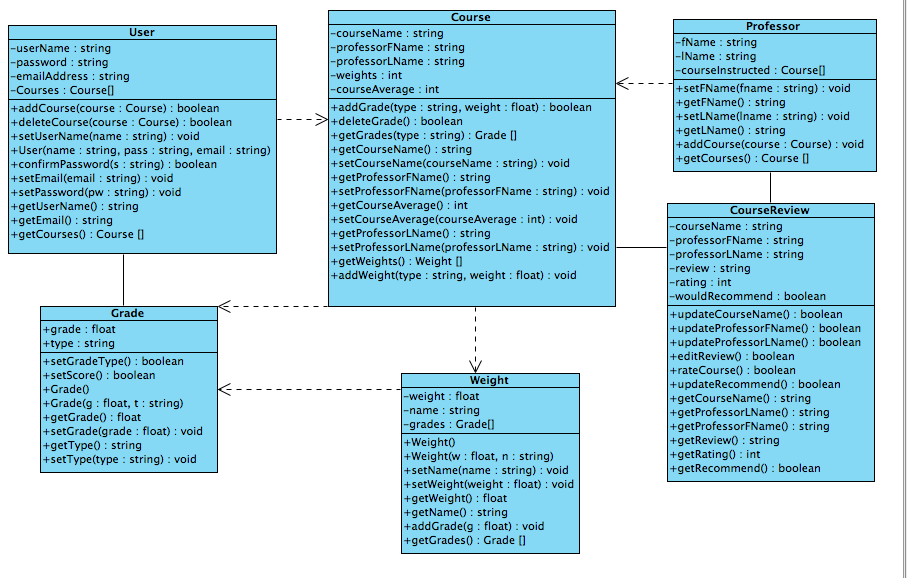 User
-userName : string
-password : string
-emailAddress : string
-Courses : Course[]
+addCourse(course : Course) : boolean
+deleteCourse(course : Course) : boolean
+setUserName(name : string) : void
+User(name : string, pass : string, email : string)
+confirmPassword(s : string) : boolean
+setEmail(email : string) : void
+setPassword(pw : string) : void
+getUserName() : string
+getEmail() : string
+getCourses() : Course []
Course
-courseName : string
-professorFName : string
-professorLName : string
-weights : int
-courseAverage : int
+addGrade(type : string, weight : float) : boolean
+deleteGrade() : boolean
+getGrades(type : string) : Grade []
+getCourseName() : string
+setCourseName(courseName : string) : void
+getProfessorFName() : string
+setProfessorFName(professorFName : string) : void
+getCourseAverage() : int
+setCourseAverage(courseAverage : int) : void
+getProfessorLName() : string
+setProfessorLName(professorLName : string) : void
+getWeights() : Weight []
+addWeight(type : string, weight : float) : void
Professor
-fName : string
-lName : string
-courseInstructed : Course[]
+setFName(fname : string) : void
+getFName() : string
+setLName(lname : string) : void
+getLName() : string
+addCourse(course : Course) : void
+getCourses() : Course []
CourseReview
-courseName : string
-professorFName : string
-professorLName : string
-review : string
-rating : int
-wouldRecommend : boolean
+updateCourseName() : boolean
+updateProfessorFName() : boolean
+updateProfessorLName() : boolean
+editReview() : boolean
+rateCourse() : boolean
+updateRecommend() : boolean
+getCourseName() : string
+getProfessorLName() : string
+getProfessorFName() : string
+getReview() : string
+getRating() : int
+getRecommend() : boolean
Grade
+grade : float
+type : string
+setGradeType() : boolean
+setScore() : boolean
+Grade()
+Grade(g : float, t : string)
+getGrade() : float
+setGrade(grade : float) : void
+getType() : string
+setType(type : string) : void
Weight
-weight : float
-name : string
-grades : Grade[]
+Weight()
+Weight(w : float, n : string)
+setName(name : string) : void
+setWeight(weight : float) : void
+getWeight() : float
+getName() : string
+addGrade(g : float) : void
+getGrades() : Grade []